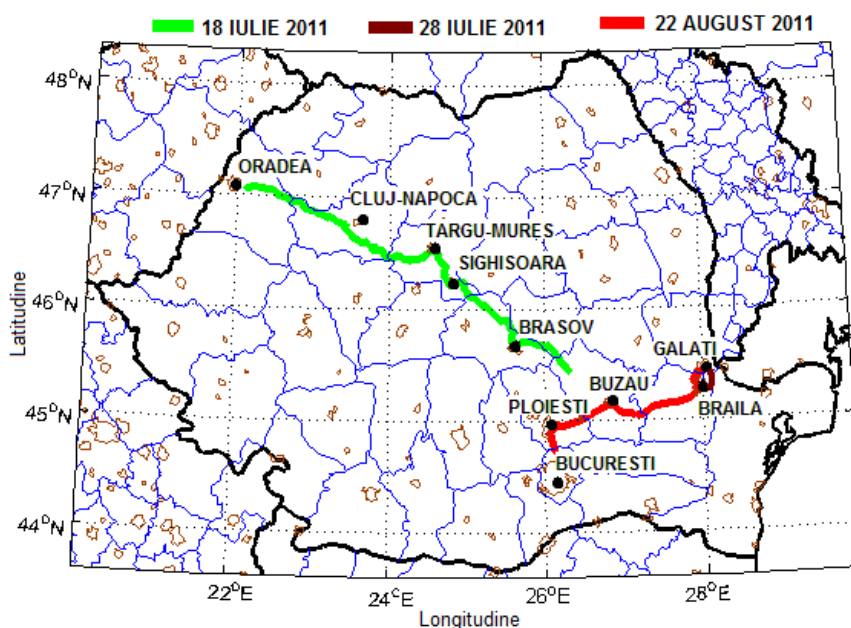 18 IULIE 2011 28 IULIE 2011 22 AUGUST 2011
48°N
ORADEA
47°N
CLUJ-NAPOCA
TARGU-MURES
SIGHISOARA
46°N
BRASOV
GALATI
BUZAU
PLOIESTI
BRAILA
45°N
BUCURESTI
44°N
22°E 24°E 26°E 28°E
Latitudine
Longitudine